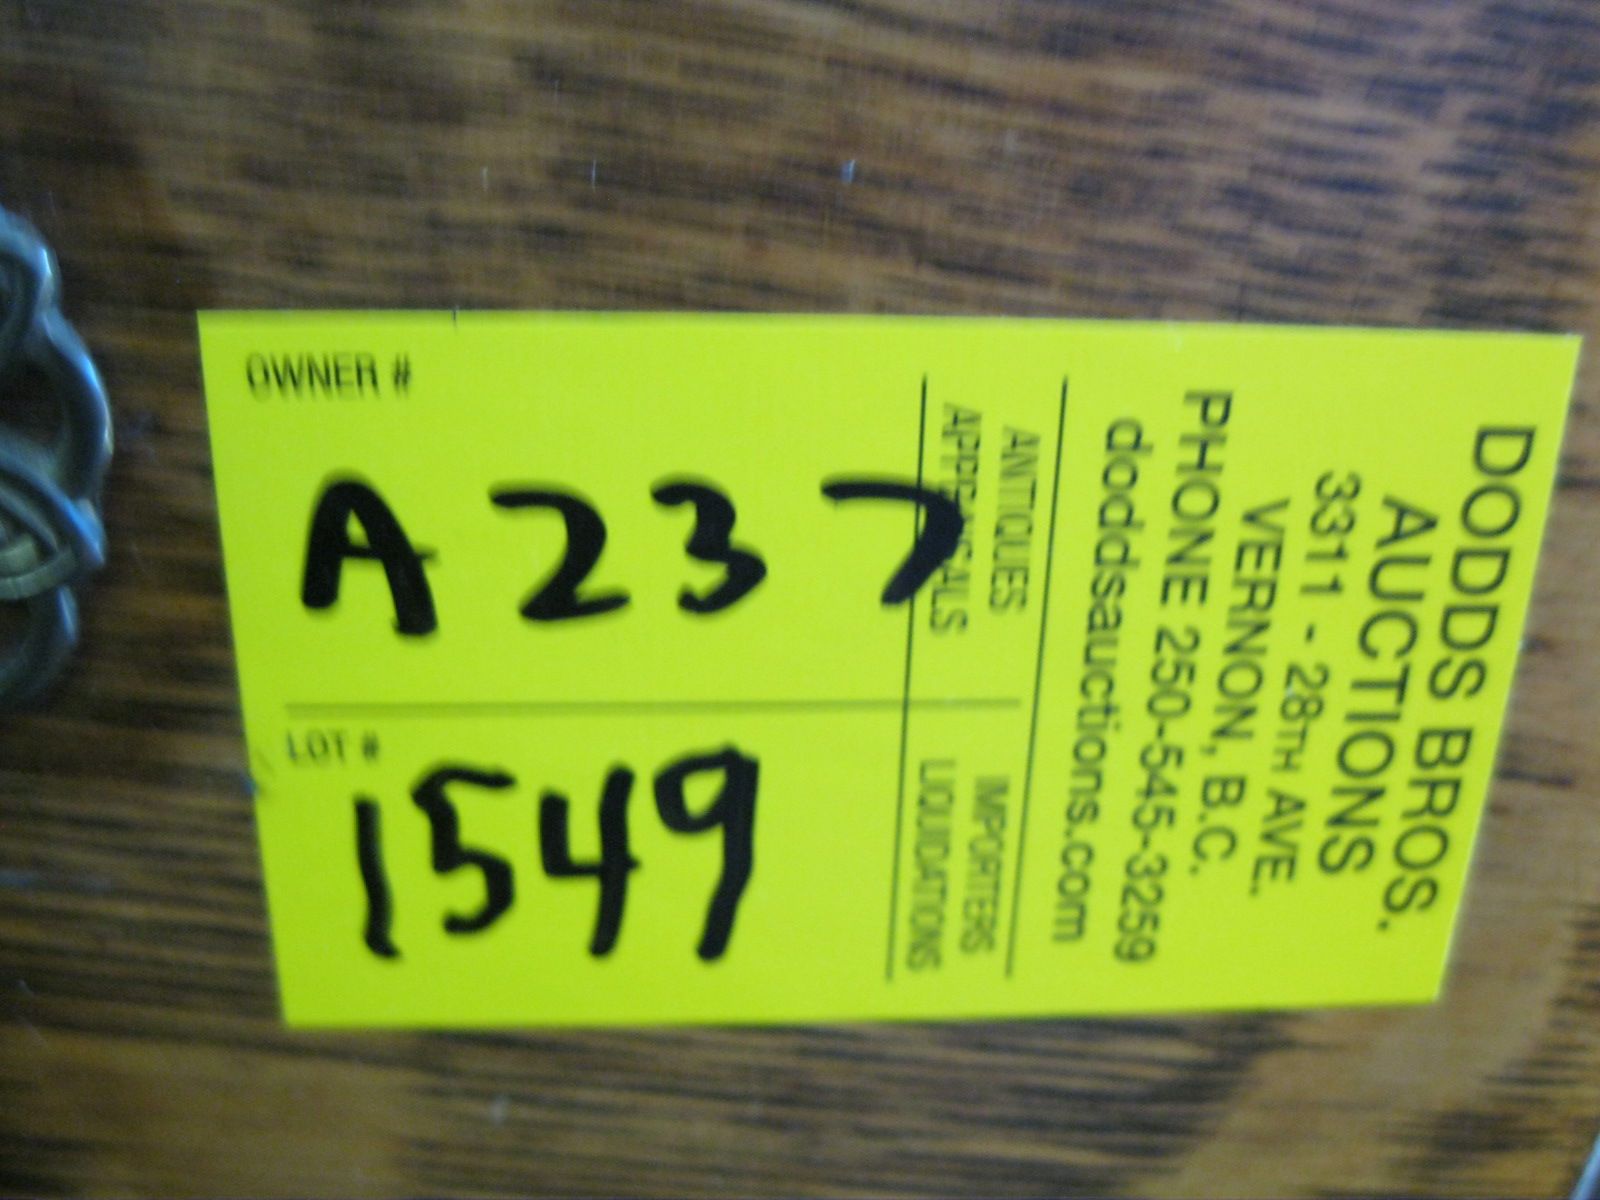 DODDS BROS.
AUCTIONS
3311 - 28TH AVE.
VERNON, B.C.
PHONE 250-545-3259
doddsauctions.com
ANTIQUES IMPORTERS
APPRAISALS LIQUIDATIONS
OWNER #
A237
LOT #
1549